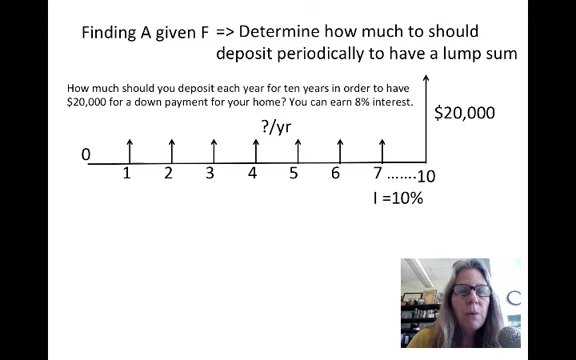 Finding A given F => Determine how much to should
deposit periodically to have a lump sum
How much should you deposit each year for ten years in order to have
$20,000 for a down payment for your home? You can earn 8% interest.
$20,000
?/yr
0
1 2 3 4 5 6 7 .......10
I =10%
C